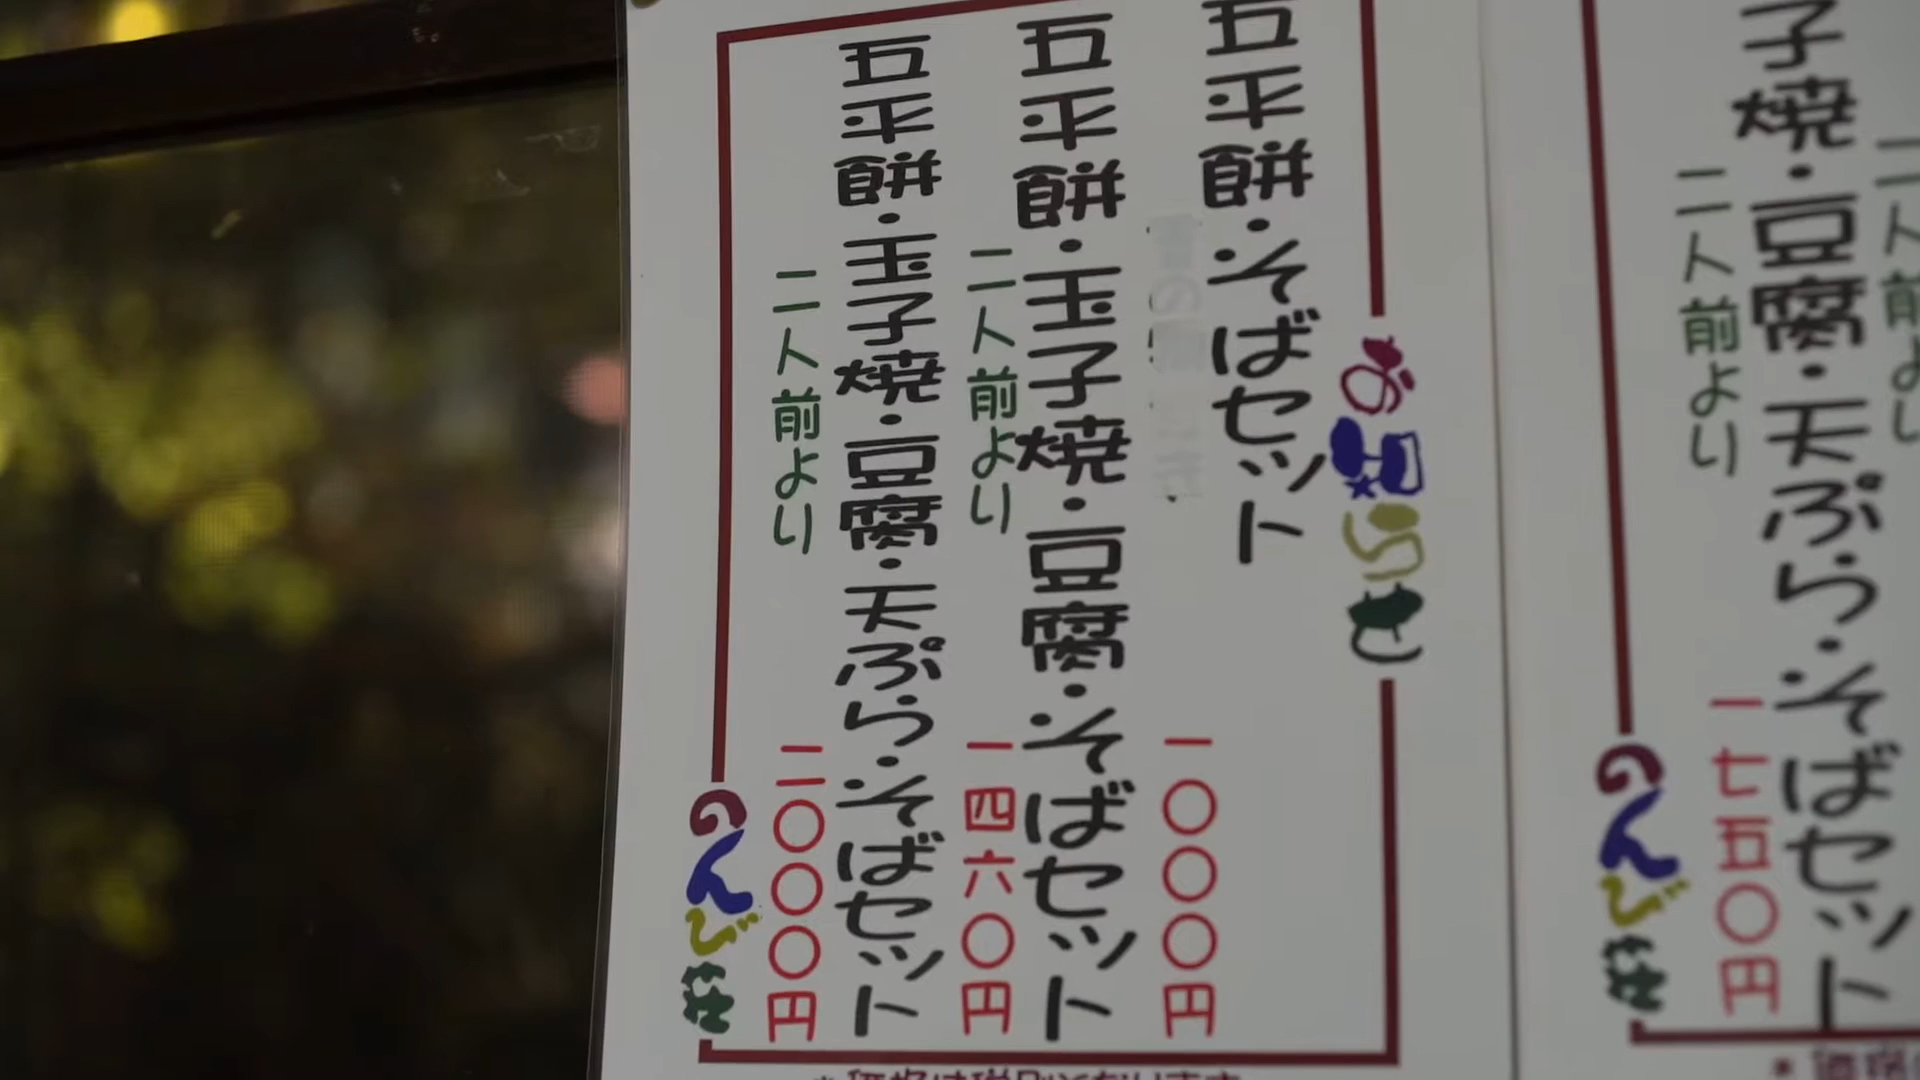 二人前より
子焼・豆腐・天ぷら・そばセット
二人前より 一七五〇円
のんび荘
お知らせ
五平餅・そばセット
一〇〇〇円
五平餅・玉子焼・豆腐・そばセット
二人前より 一四六〇円
五平餅・玉子焼・豆腐・天ぷら・そばセット
二人前より 二〇〇〇円
のんび荘